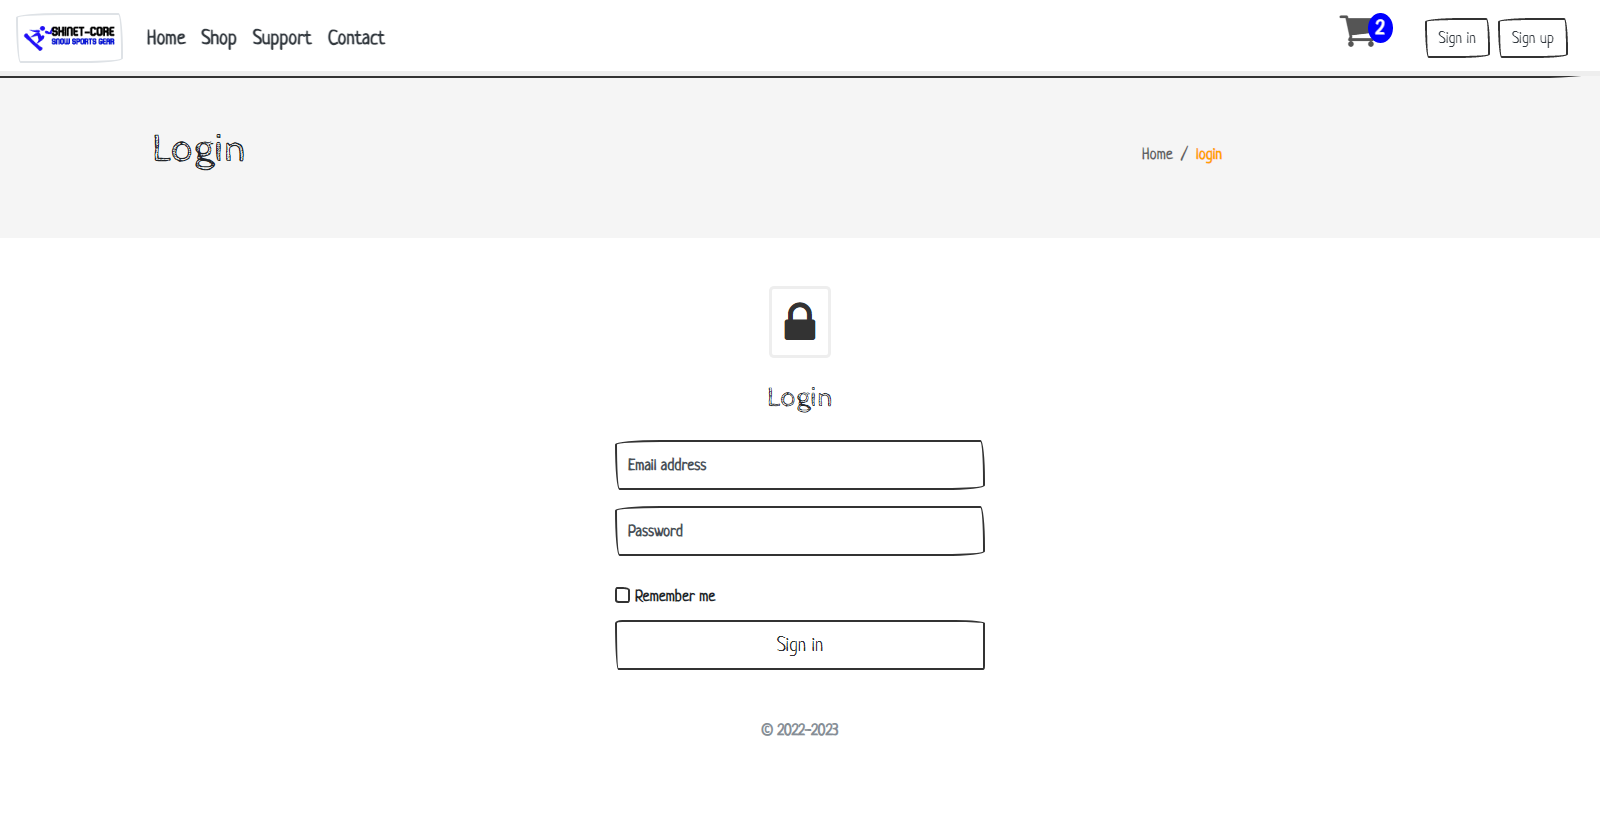 SHINET-CORE
SNOW SPORTS GEAR
Home Shop Support Contact
2
Sign in
Sign up
Login
Home / login
Login
Email address
Password
Remember me
Sign in
© 2022-2023